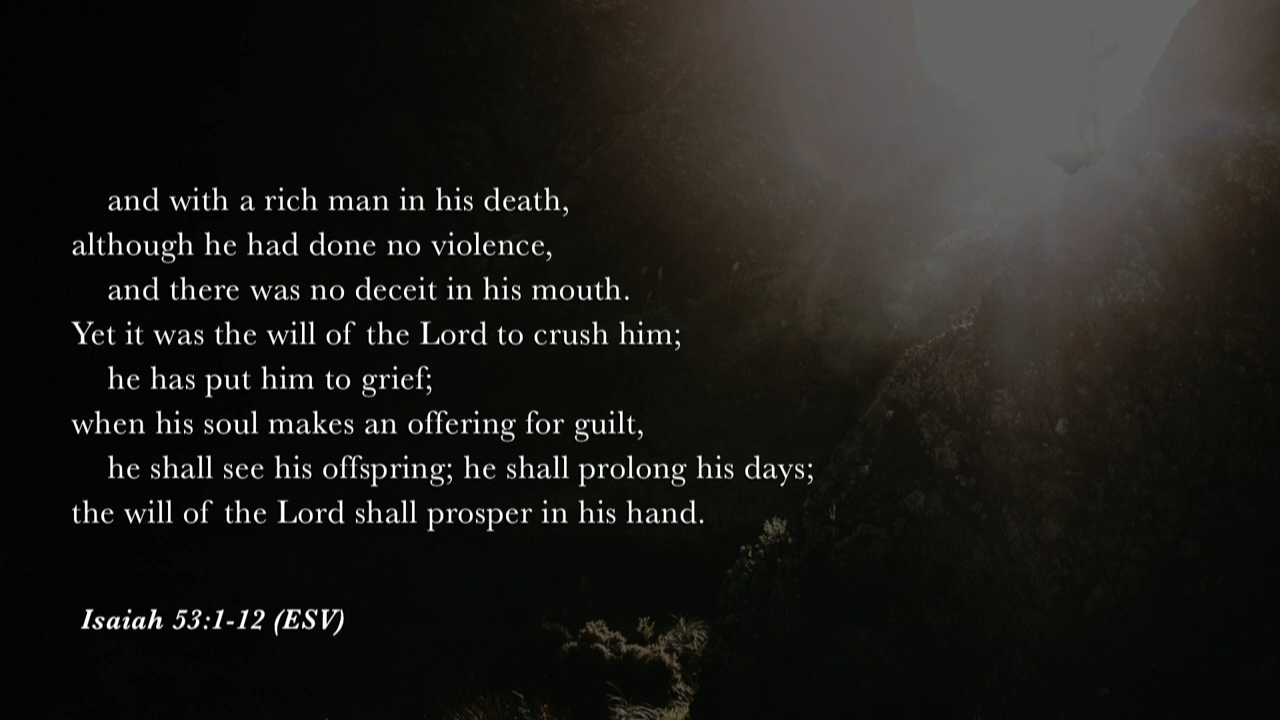 and with a rich man in his death,
although he had done no violence,
and there was no deceit in his mouth.
Yet it was the will of the Lord to crush him;
he has put him to grief;
when his soul makes an offering for guilt,
he shall see his offspring; he shall prolong his days;
the will of the Lord shall prosper in his hand.
Isaiah 53:1-12 (ESV)